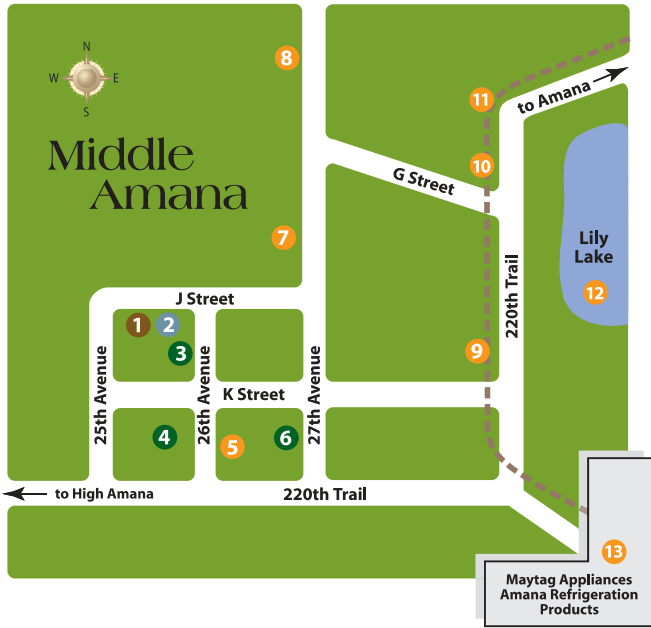 N
W E
S
Middle
Amana
8
11
to Amana
10
G Street
7
Lily
Lake
12
J Street
1 2
3
9
220th Trail
25th Avenue
26th Avenue
27th Avenue
K Street
4
5
6
to High Amana
220th Trail
13
Maytag Appliances
Amana Refrigeration
Products